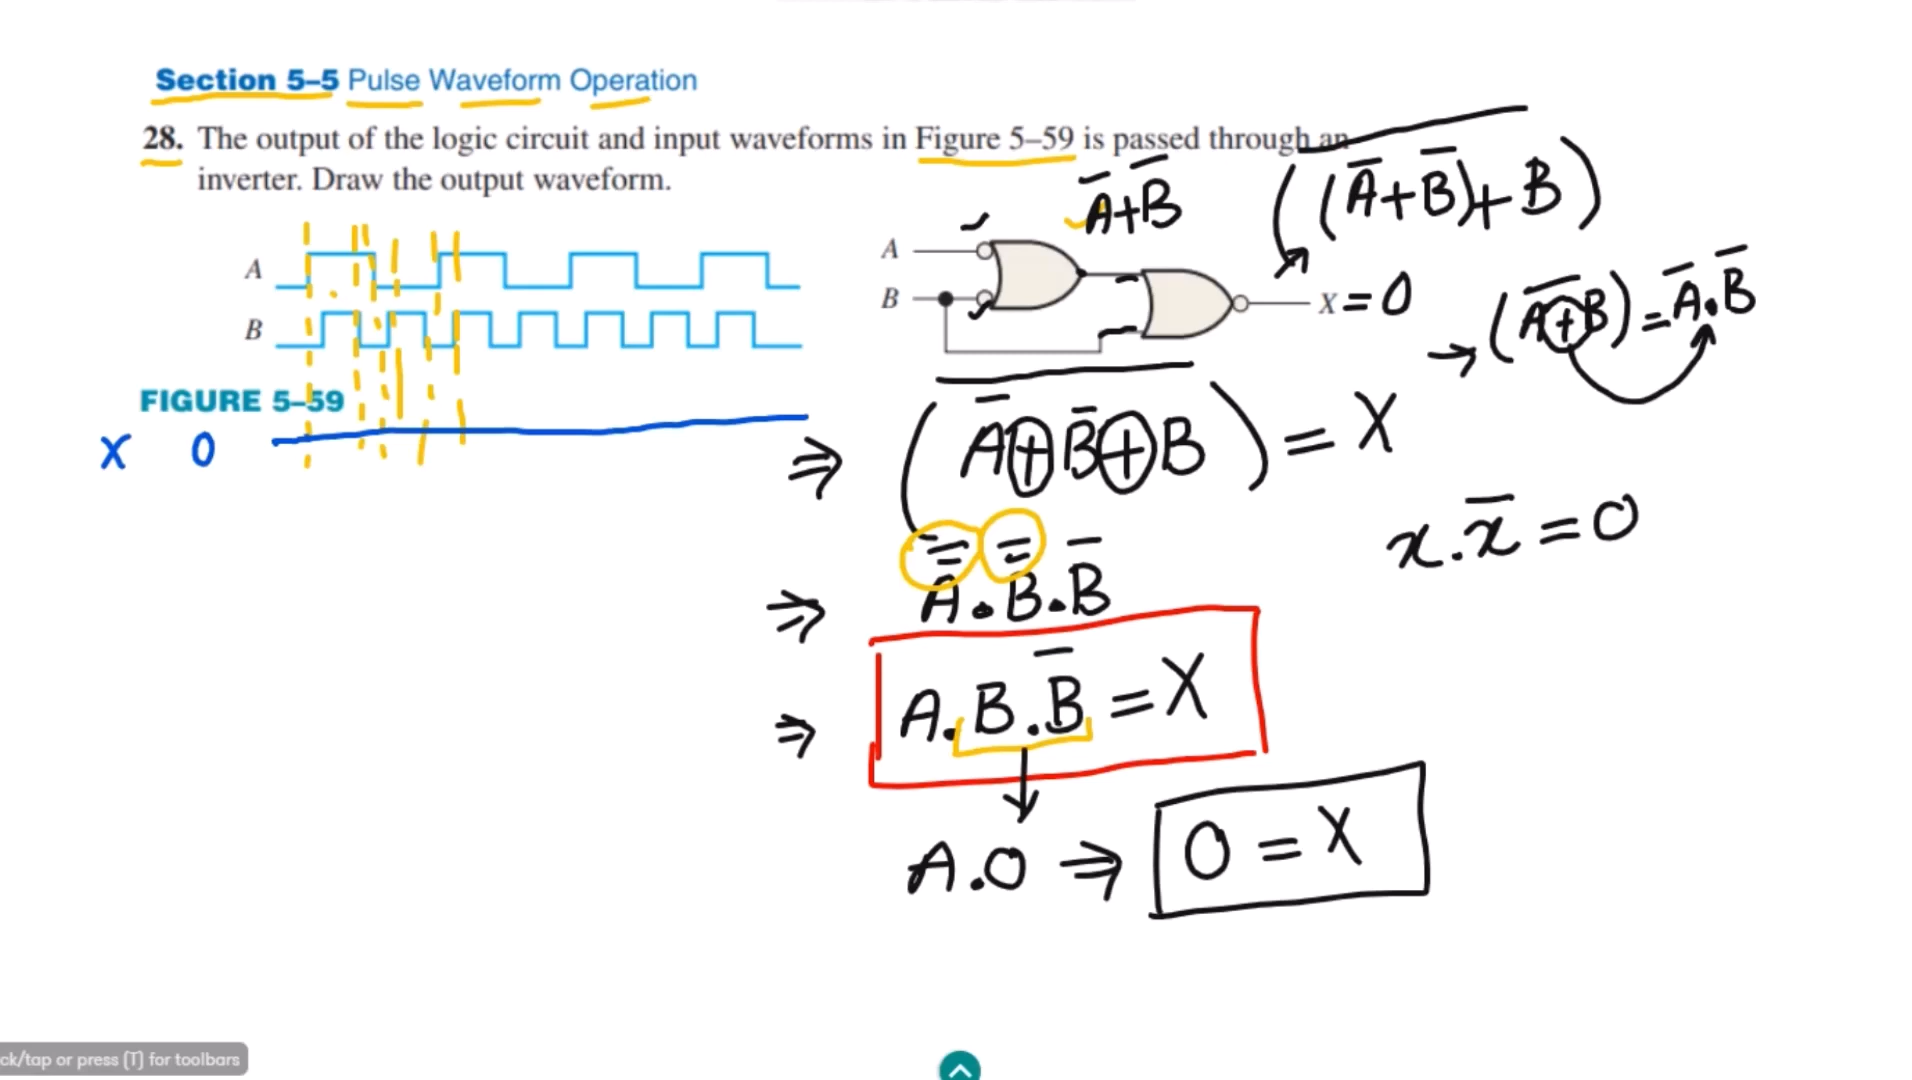 Section 5–5 Pulse Waveform Operation
28. The output of the logic circuit and input waveforms in Figure 5–59 is passed through an
inverter. Draw the output waveform.
A
B
FIGURE 5–59
X 0
A
B
X = 0
A̅+B̅
((A̅+B̅)+B)
(A+B)̅ = A̅.B̅
⇒ (A̅+B̅+B)̅ = X
x.x̅ = 0
⇒ A̿.B̿.B̅
⇒ A.B.B̅ = X
A.0 ⇒ 0 = X
ck/tap or press (T) for toolbars